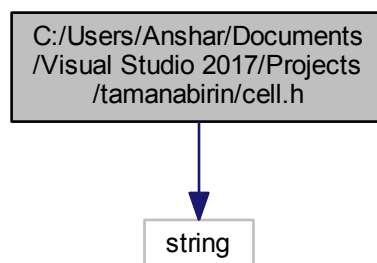 C:/Users/Anshar/Documents
/Visual Studio 2017/Projects
/tamanabirin/cell.h
string